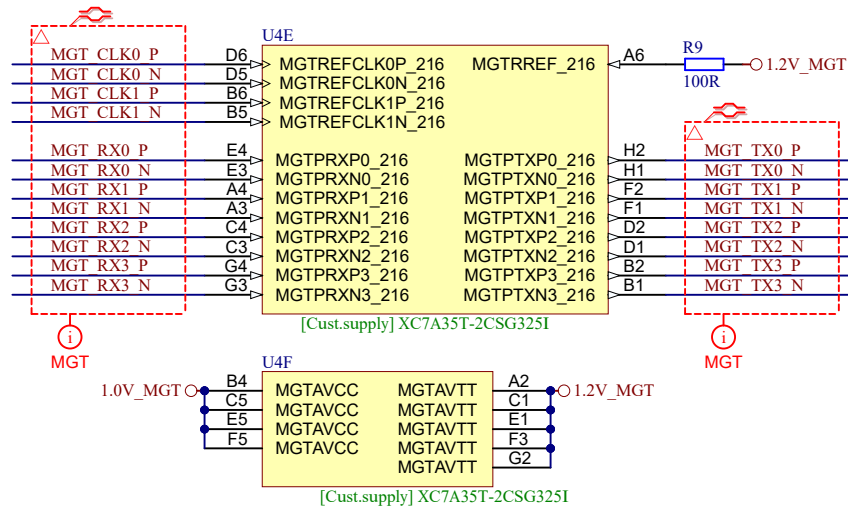 U4E
MGT_CLK0_P D6 MGTREFCLK0P_216 MGTRREF_216 A6 R9 100R 1.2V_MGT
MGT_CLK0_N D5 MGTREFCLK0N_216
MGT_CLK1_P B6 MGTREFCLK1P_216
MGT_CLK1_N B5 MGTREFCLK1N_216
MGT_RX0_P E4 MGTPRXP0_216 MGTPTXP0_216 H2 MGT_TX0_P
MGT_RX0_N E3 MGTPRXN0_216 MGTPTXN0_216 H1 MGT_TX0_N
MGT_RX1_P A4 MGTPRXP1_216 MGTPTXP1_216 F2 MGT_TX1_P
MGT_RX1_N A3 MGTPRXN1_216 MGTPTXN1_216 F1 MGT_TX1_N
MGT_RX2_P C4 MGTPRXP2_216 MGTPTXP2_216 D2 MGT_TX2_P
MGT_RX2_N C3 MGTPRXN2_216 MGTPTXN2_216 D1 MGT_TX2_N
MGT_RX3_P G4 MGTPRXP3_216 MGTPTXP3_216 B2 MGT_TX3_P
MGT_RX3_N G3 MGTPRXN3_216 MGTPTXN3_216 B1 MGT_TX3_N
[Cust.supply] XC7A35T-2CSG325I
i i
MGT MGT
U4F
1.0V_MGT B4 MGTAVCC MGTAVTT A2 1.2V_MGT
C5 MGTAVCC MGTAVTT C1
E5 MGTAVCC MGTAVTT E1
F5 MGTAVCC MGTAVTT F3
MGTAVTT G2
[Cust.supply] XC7A35T-2CSG325I